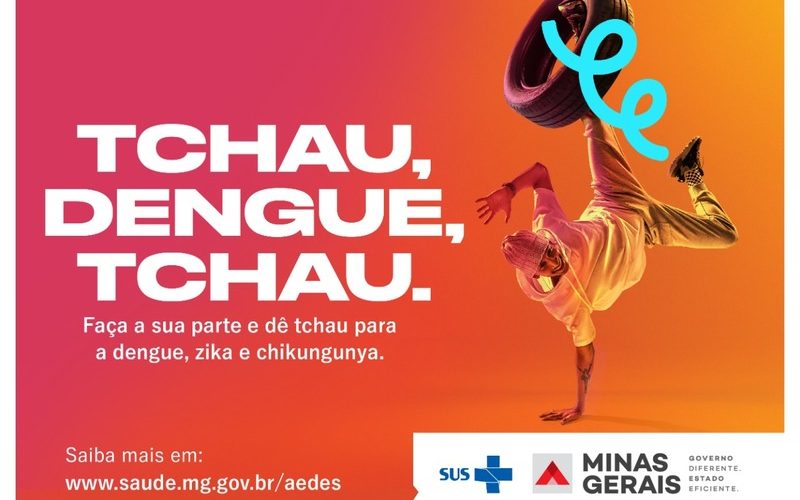 TCHAU,
DENGUE,
TCHAU.
Faça a sua parte e dê tchau para
a dengue, zika e chikungunya.
Saiba mais em:
www.saude.mg.gov.br/aedes
SUS
MINAS
GERAIS
GOVERNO
DIFERENTE.
ESTADO
EFICIENTE.